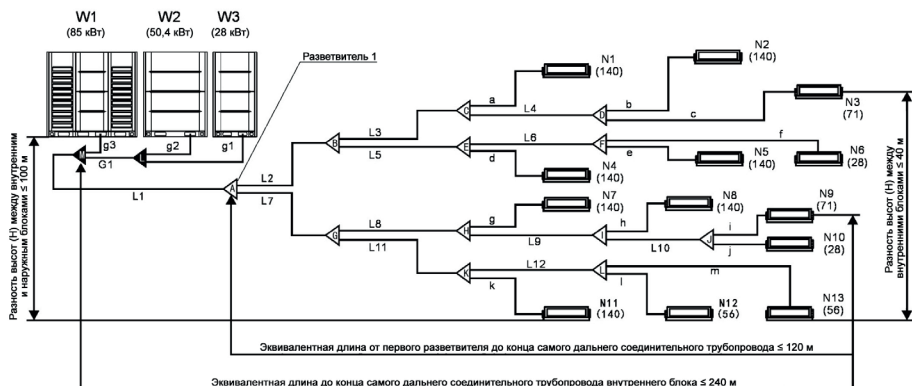 W1
(85 кВт)
W2
(50,4 кВт)
W3
(28 кВт)
Разветвитель 1
N1
(140)
N2
(140)
N3
(71)
a
b
c
C
D
L4
L3
B
L5
g3
g2
g1
M
L
G1
L1
A
L2
L7
E
L6
F
f
e
d
N4
(140)
N5
(140)
N6
(28)
N7
(140)
N8
(140)
N9
(71)
N10
(28)
g
h
i
j
G
L8
H
L9
I
L10
J
L11
K
L12
L
m
k
l
N11
(140)
N12
(56)
N13
(56)
Разность высот (H) между внутренним
и наружным блоками ≤ 100 м
Разность высот (H) между
внутренними блоками ≤ 40 м
Эквивалентная длина от первого разветвителя до конца самого дальнего соединительного трубопровода ≤ 120 м
Эквивалентная длина до конца самого дальнего соединительного трубопровода внутреннего блока ≤ 240 м